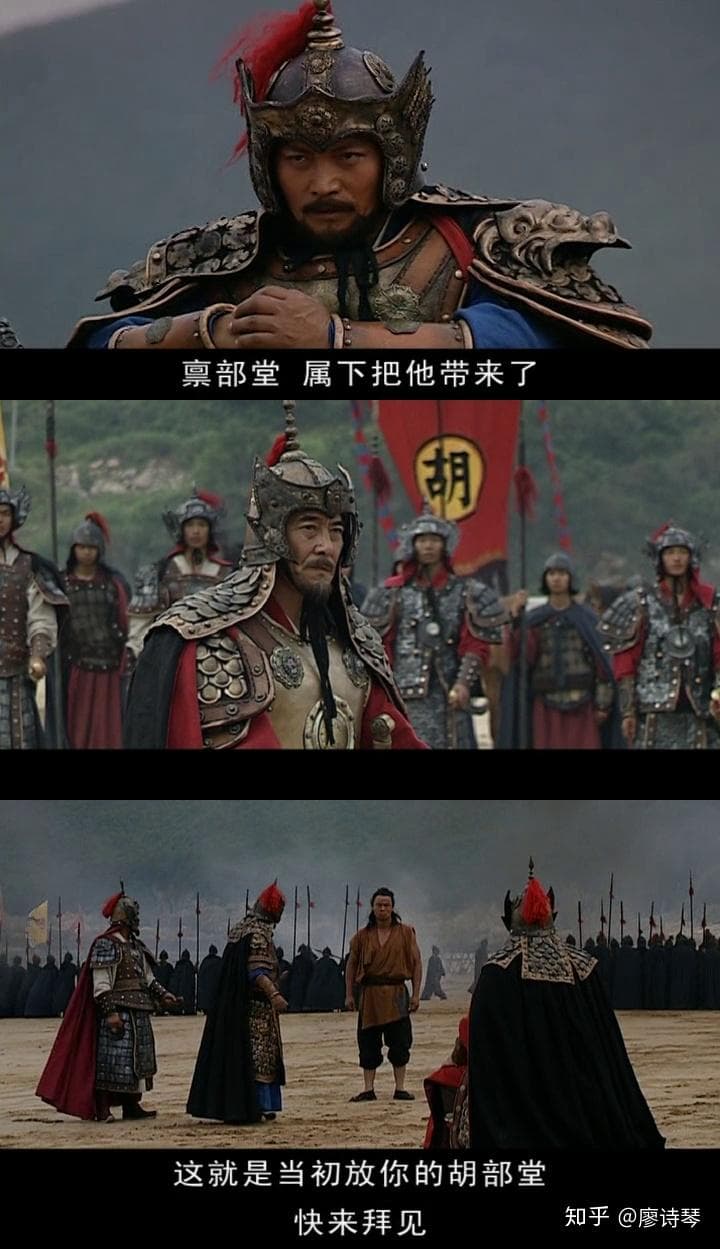 禀部堂 属下把他带来了
胡
这就是当初放你的胡部堂
快来拜见
知乎 @廖诗琴